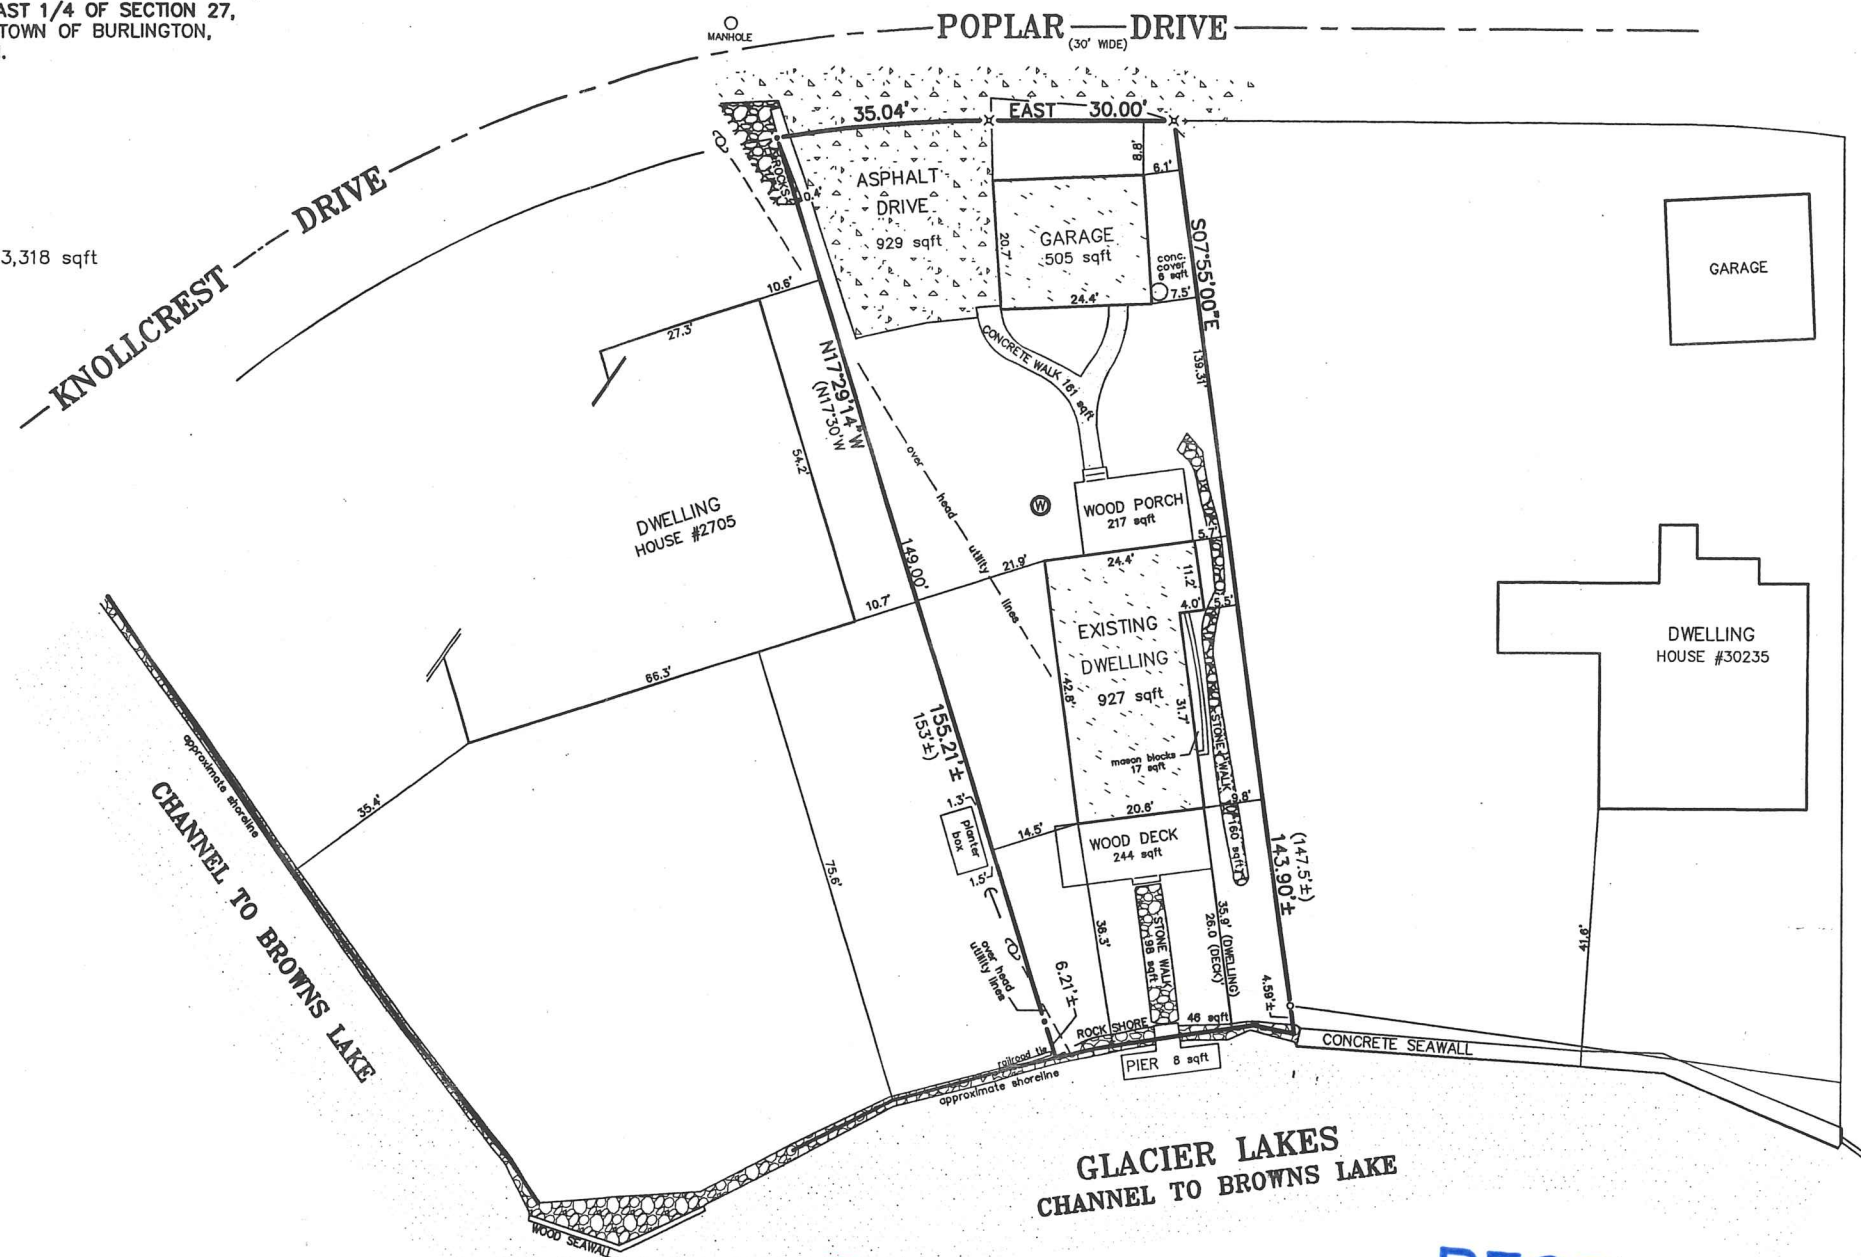 AST 1/4 OF SECTION 27,
TOWN OF BURLINGTON,
3,318 sqft
MANHOLE
POPLAR DRIVE
(30' WIDE)
KNOLLCREST DRIVE
35.04'
EAST 30.00'
ROCKS
0.4'
ASPHALT
DRIVE
929 sqft
8.8'
6.1'
20.7'
GARAGE
505 sqft
24.4'
conc.
cover
6 sqft
7.5'
S07°55'00"E
139.31'
GARAGE
10.6'
27.3'
54.2'
N17°29'14"W
(N17°30'W
CONCRETE WALK 161 sqft
over head utility lines
W
WOOD PORCH
217 sqft
DWELLING
HOUSE #2705
149.00'
21.9'
10.7'
66.3'
24.4'
5.7'
11.2'
4.0'
5.5'
EXISTING
DWELLING
927 sqft
42.8'
31.7'
mason blocks
17 sqft
STONE WALK 160 sqft
20.6'
9.8'
DWELLING
HOUSE #30235
155.21'±
153'±)
1.3'
planter
box
1.5'
14.5'
WOOD DECK
244 sqft
(147.5'±)
143.90'±
approximate shoreline
35.4'
75.6'
CHANNEL TO BROWNS LAKE
over head
utility lines
6.21'±
36.3'
STONE WALK
98 sqft
35.9' (DWELLING)
26.0 (DECK)'
4.59'±
41.6'
ROCK SHORE
46 sqft
railroad tie
approximate shoreline
PIER 8 sqft
CONCRETE SEAWALL
GLACIER LAKES
CHANNEL TO BROWNS LAKE
WOOD SEAWALL